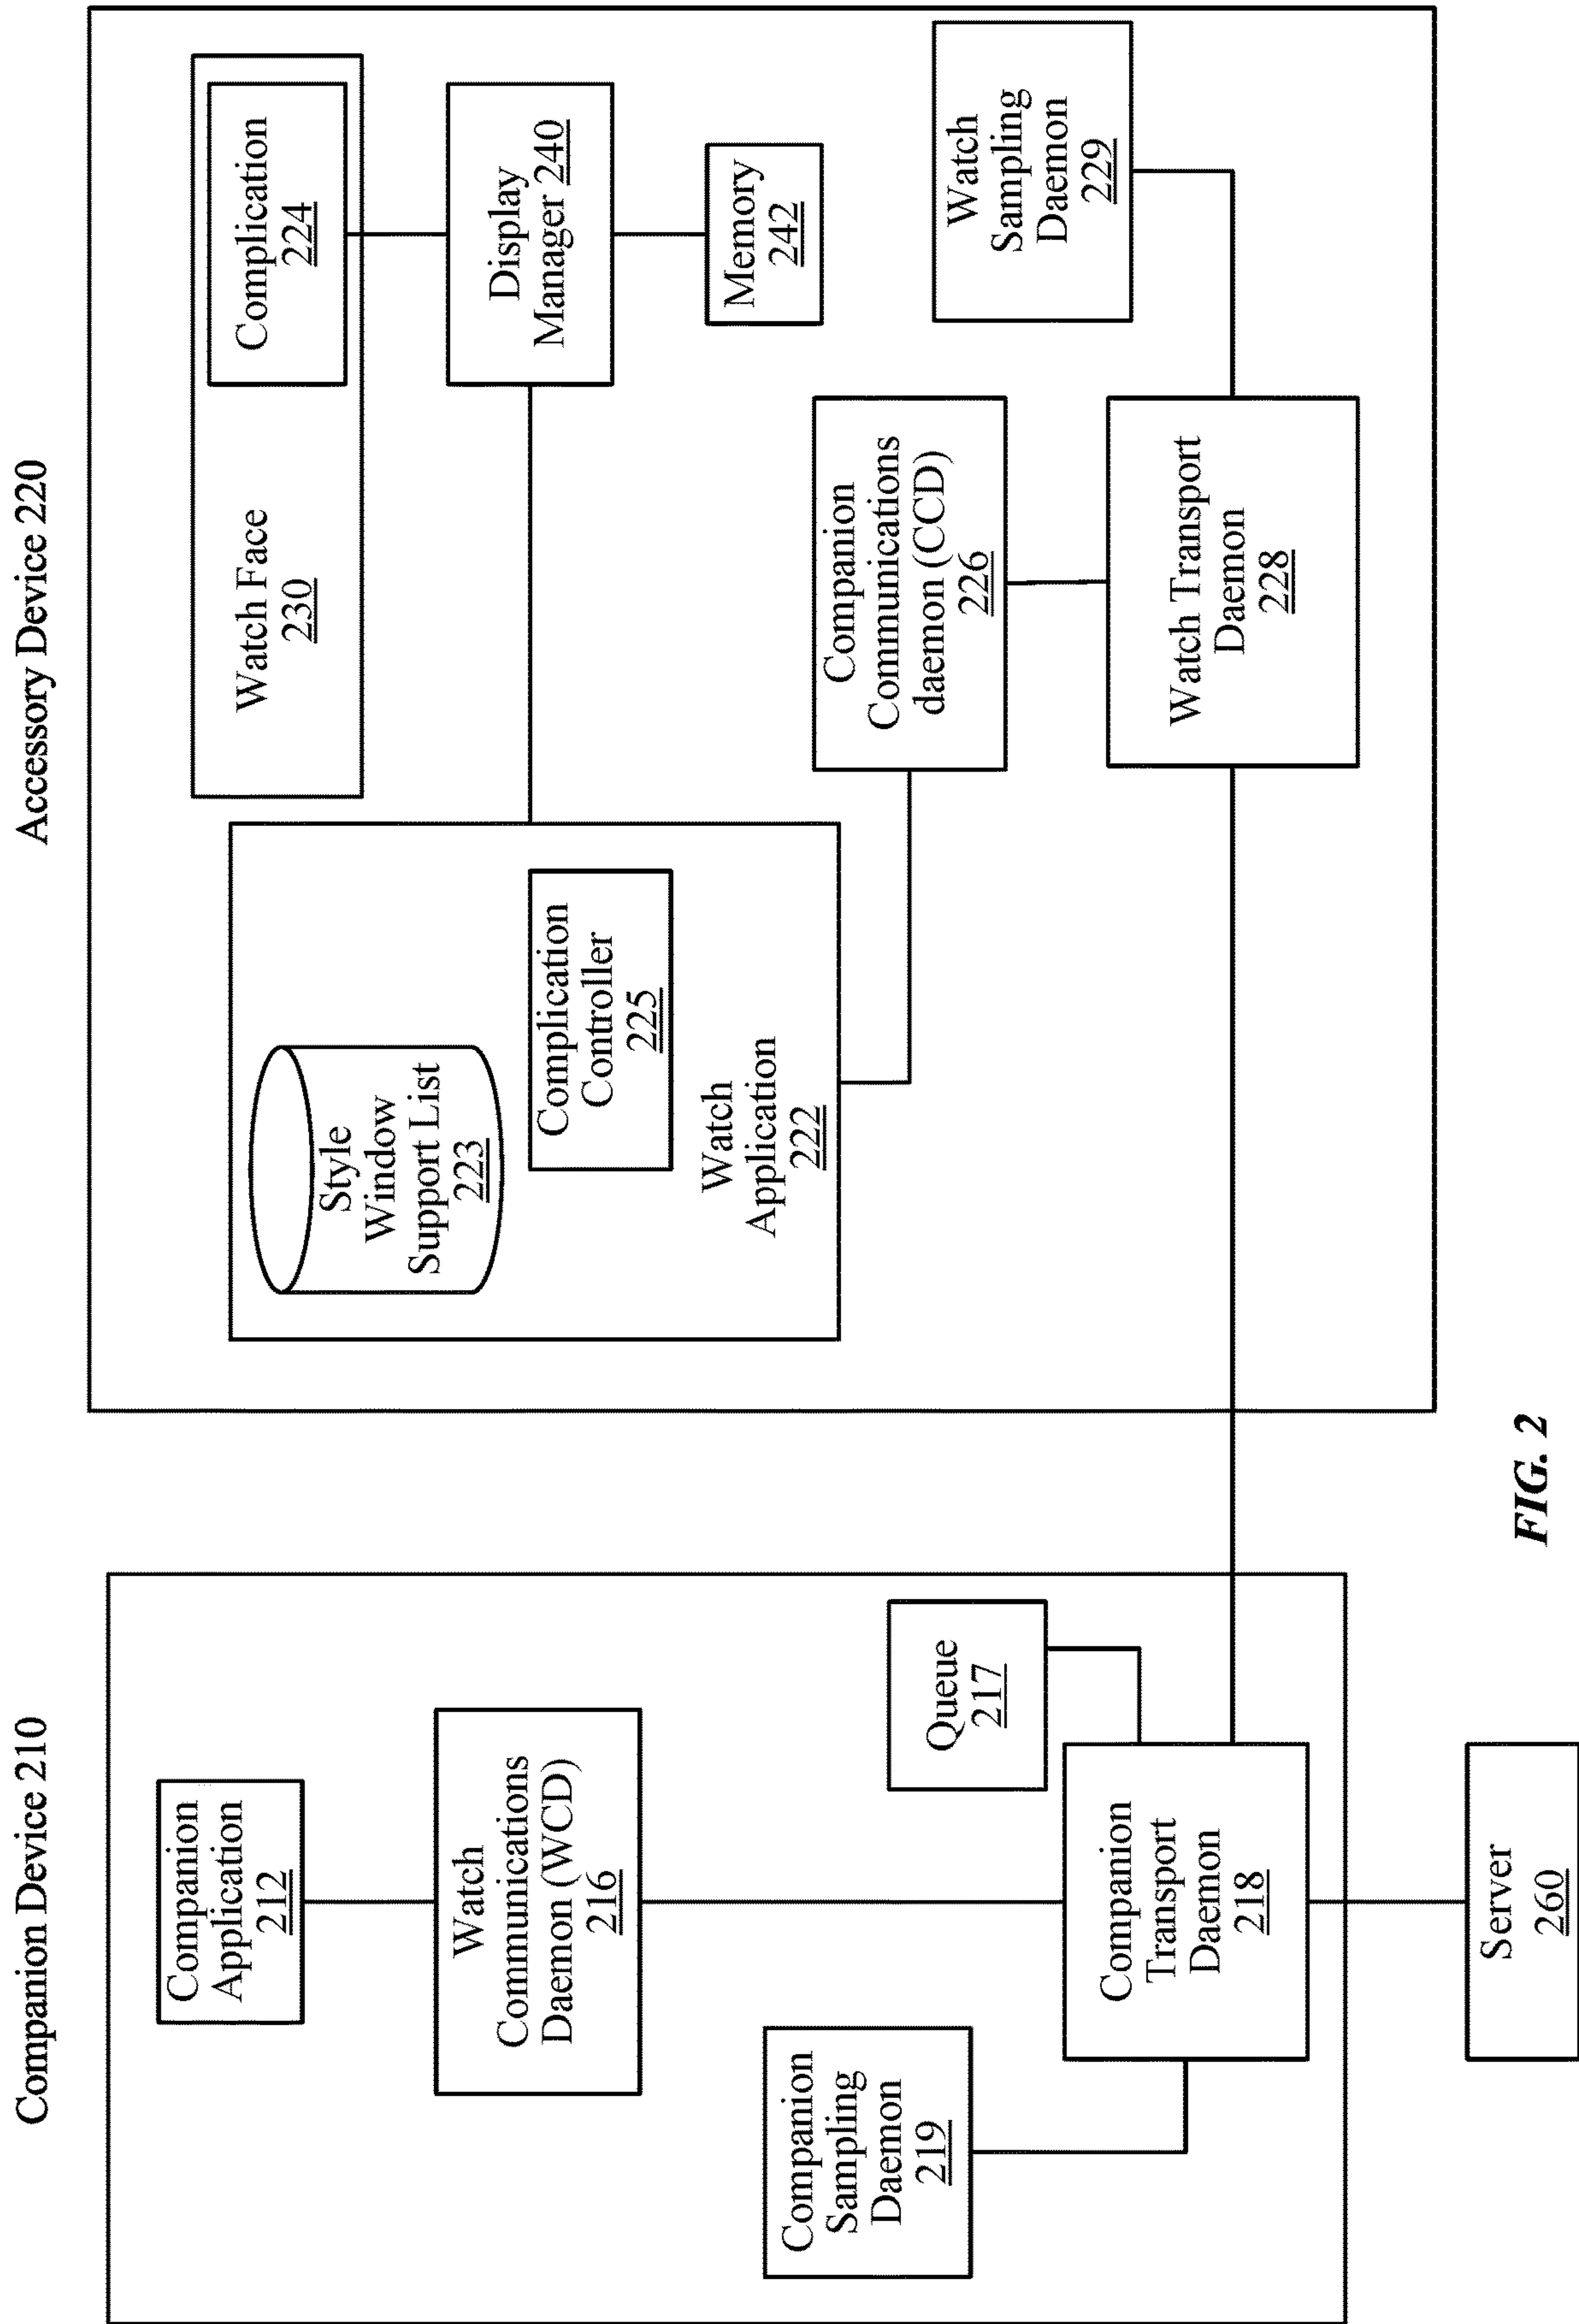 Companion Device 210
Companion
Application
212
Watch
Communications
Daemon (WCD)
216
Companion
Sampling
Daemon
219
Queue
217
Companion
Transport
Daemon
218
Server
260
Accessory Device 220
Style
Window
Support List
223
Complication
Controller
225
Watch
Application
222
Watch Face
230
Complication
224
Display
Manager 240
Memory
242
Companion
Communications
daemon (CCD)
226
Watch Transport
Daemon
228
Watch
Sampling
Daemon
229
FIG. 2